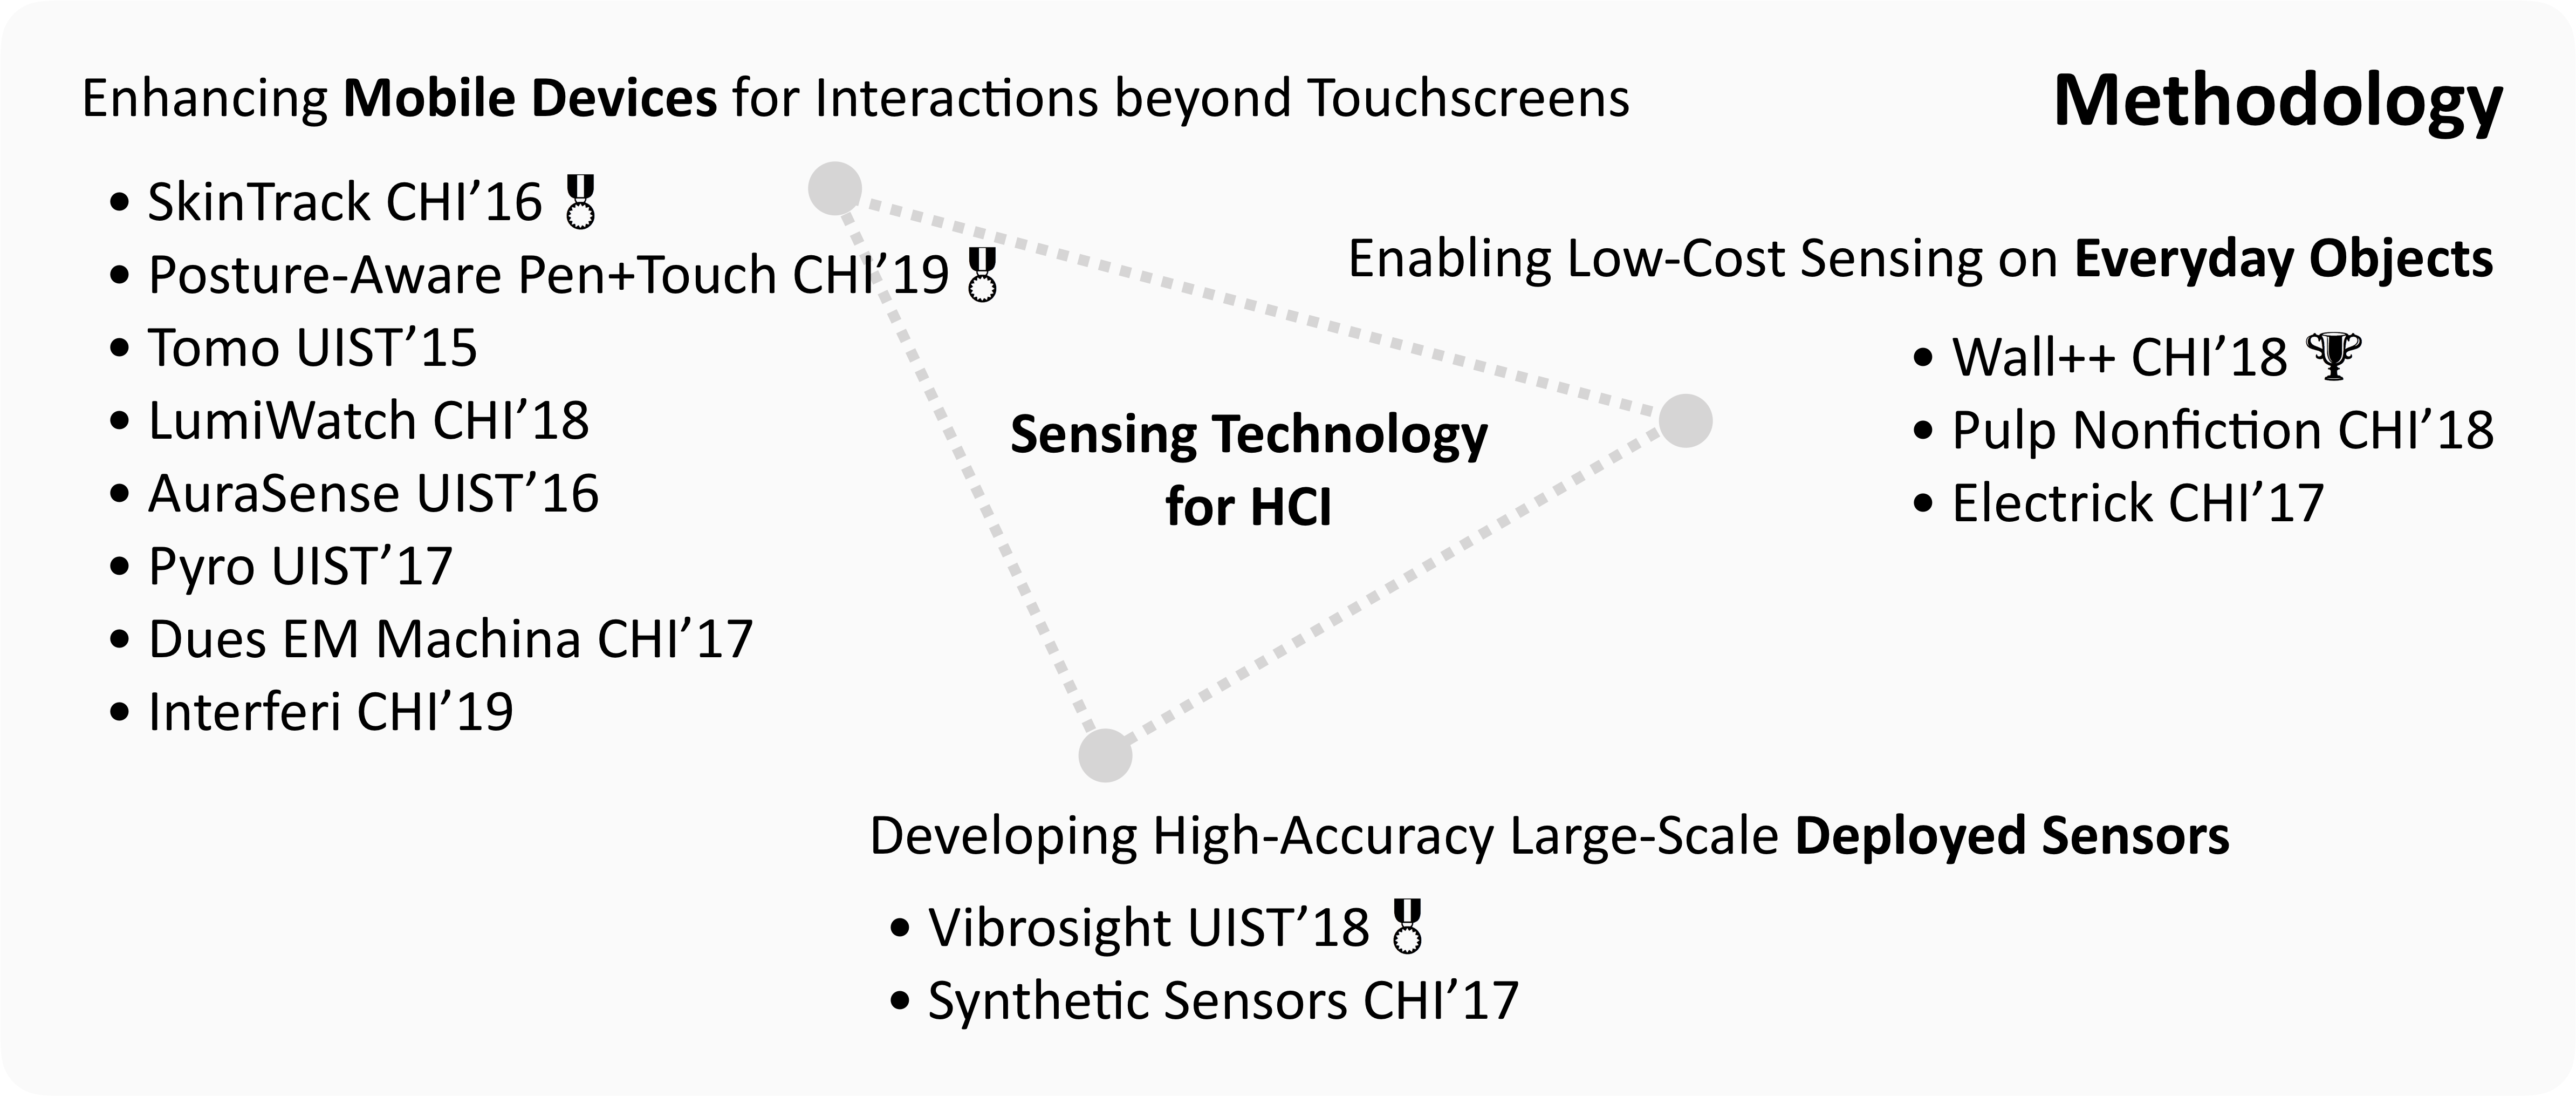 Enhancing Mobile Devices for Interactions beyond Touchscreens
• SkinTrack CHI’16
• Posture-Aware Pen+Touch CHI’19
• Tomo UIST’15
• LumiWatch CHI’18
• AuraSense UIST’16
• Pyro UIST’17
• Dues EM Machina CHI’17
• Interferi CHI’19
Methodology
Enabling Low-Cost Sensing on Everyday Objects
• Wall++ CHI’18
• Pulp Nonfiction CHI’18
• Electrick CHI’17
Sensing Technology
for HCI
Developing High-Accuracy Large-Scale Deployed Sensors
• Vibrosight UIST’18
• Synthetic Sensors CHI’17